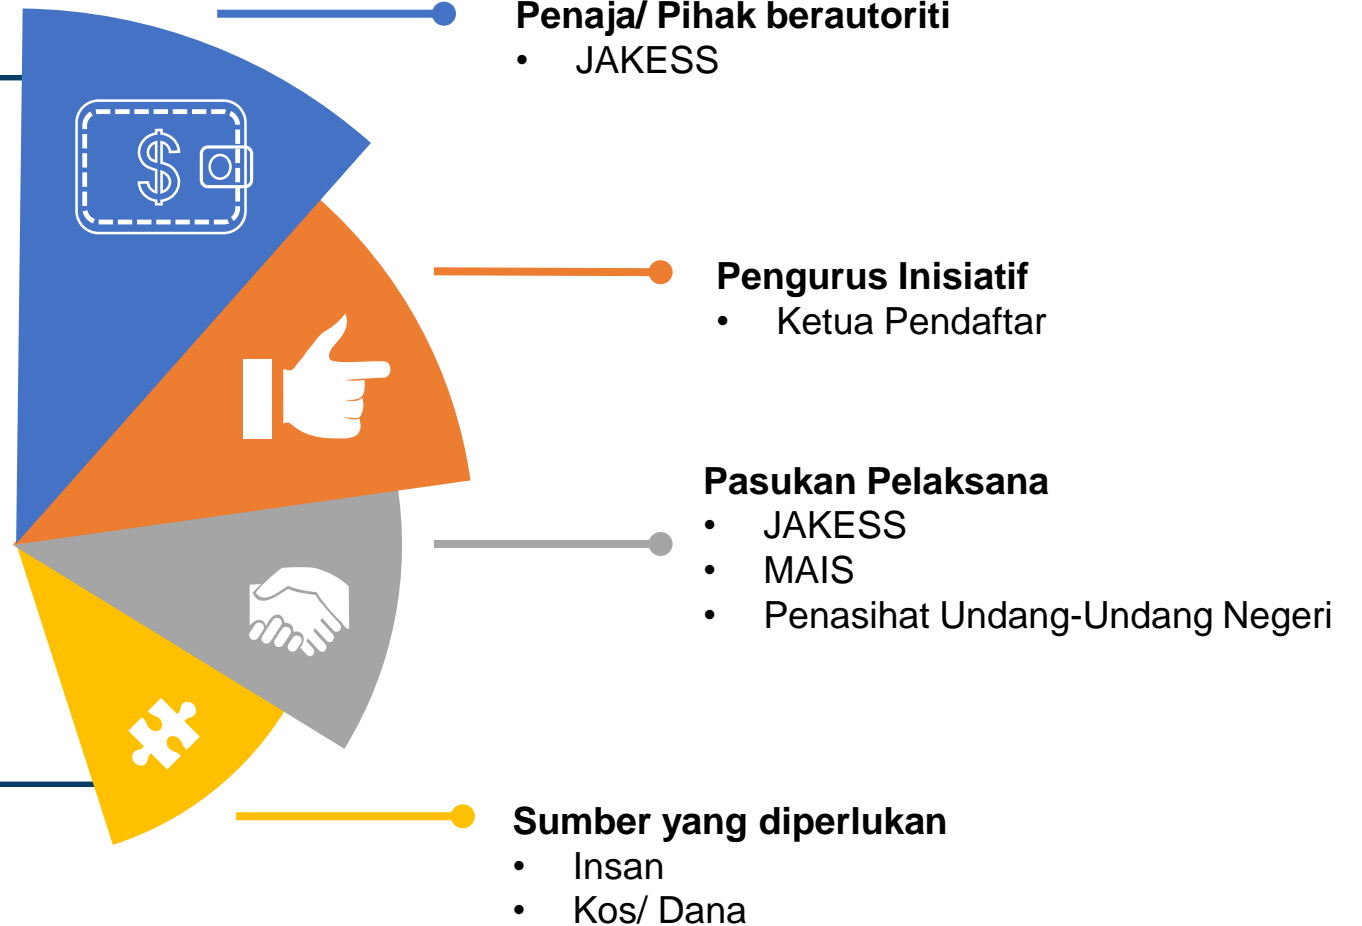 Penaja/ Pihak berautoriti
• JAKESS
Pengurus Inisiatif
• Ketua Pendaftar
Pasukan Pelaksana
• JAKESS
• MAIS
• Penasihat Undang-Undang Negeri
Sumber yang diperlukan
• Insan
• Kos/ Dana